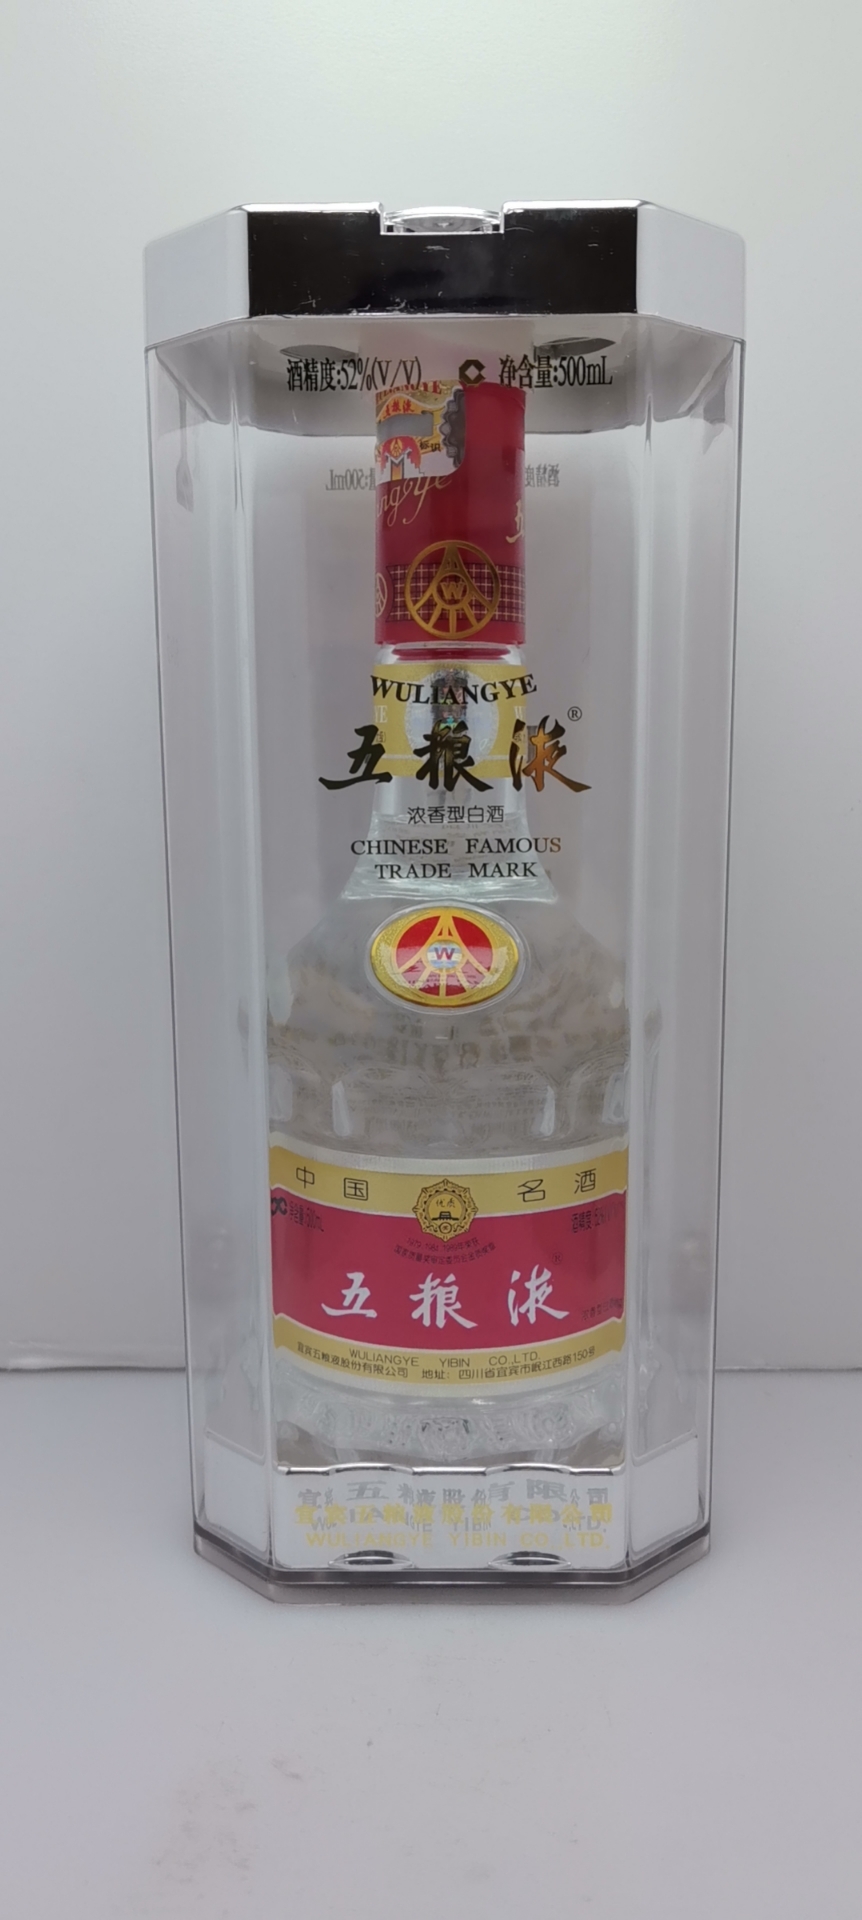 酒精度:52%(V/V) 净含量:500mL
WULIANGYE
五粮液®
浓香型白酒
CHINESE FAMOUS
TRADE MARK
W
中国名酒
五粮液®
WULIANGYE YIBIN CO.,LTD.
宜宾五粮液股份有限公司 地址: 四川省宜宾市岷江西路150号
宜宾五粮液股份有限公司
WULIANGYE YIBIN CO.,LTD.